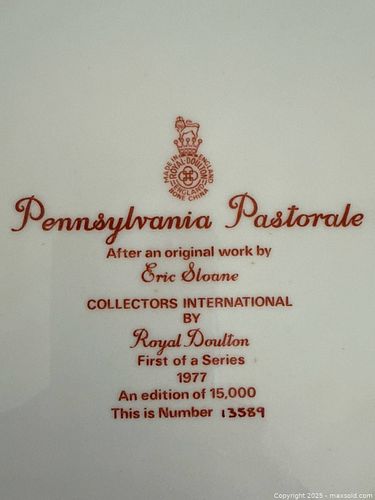 MADE IN ENGLAND
ROYAL DOULTON
ENGLAND
BONE CHINA
Pennsylvania Pastorale
After an original work by
Eric Sloane
COLLECTORS INTERNATIONAL
BY
Royal Doulton
First of a Series
1977
An edition of 15,000
This is Number 13589
Copyright 2025 - maxsold.com